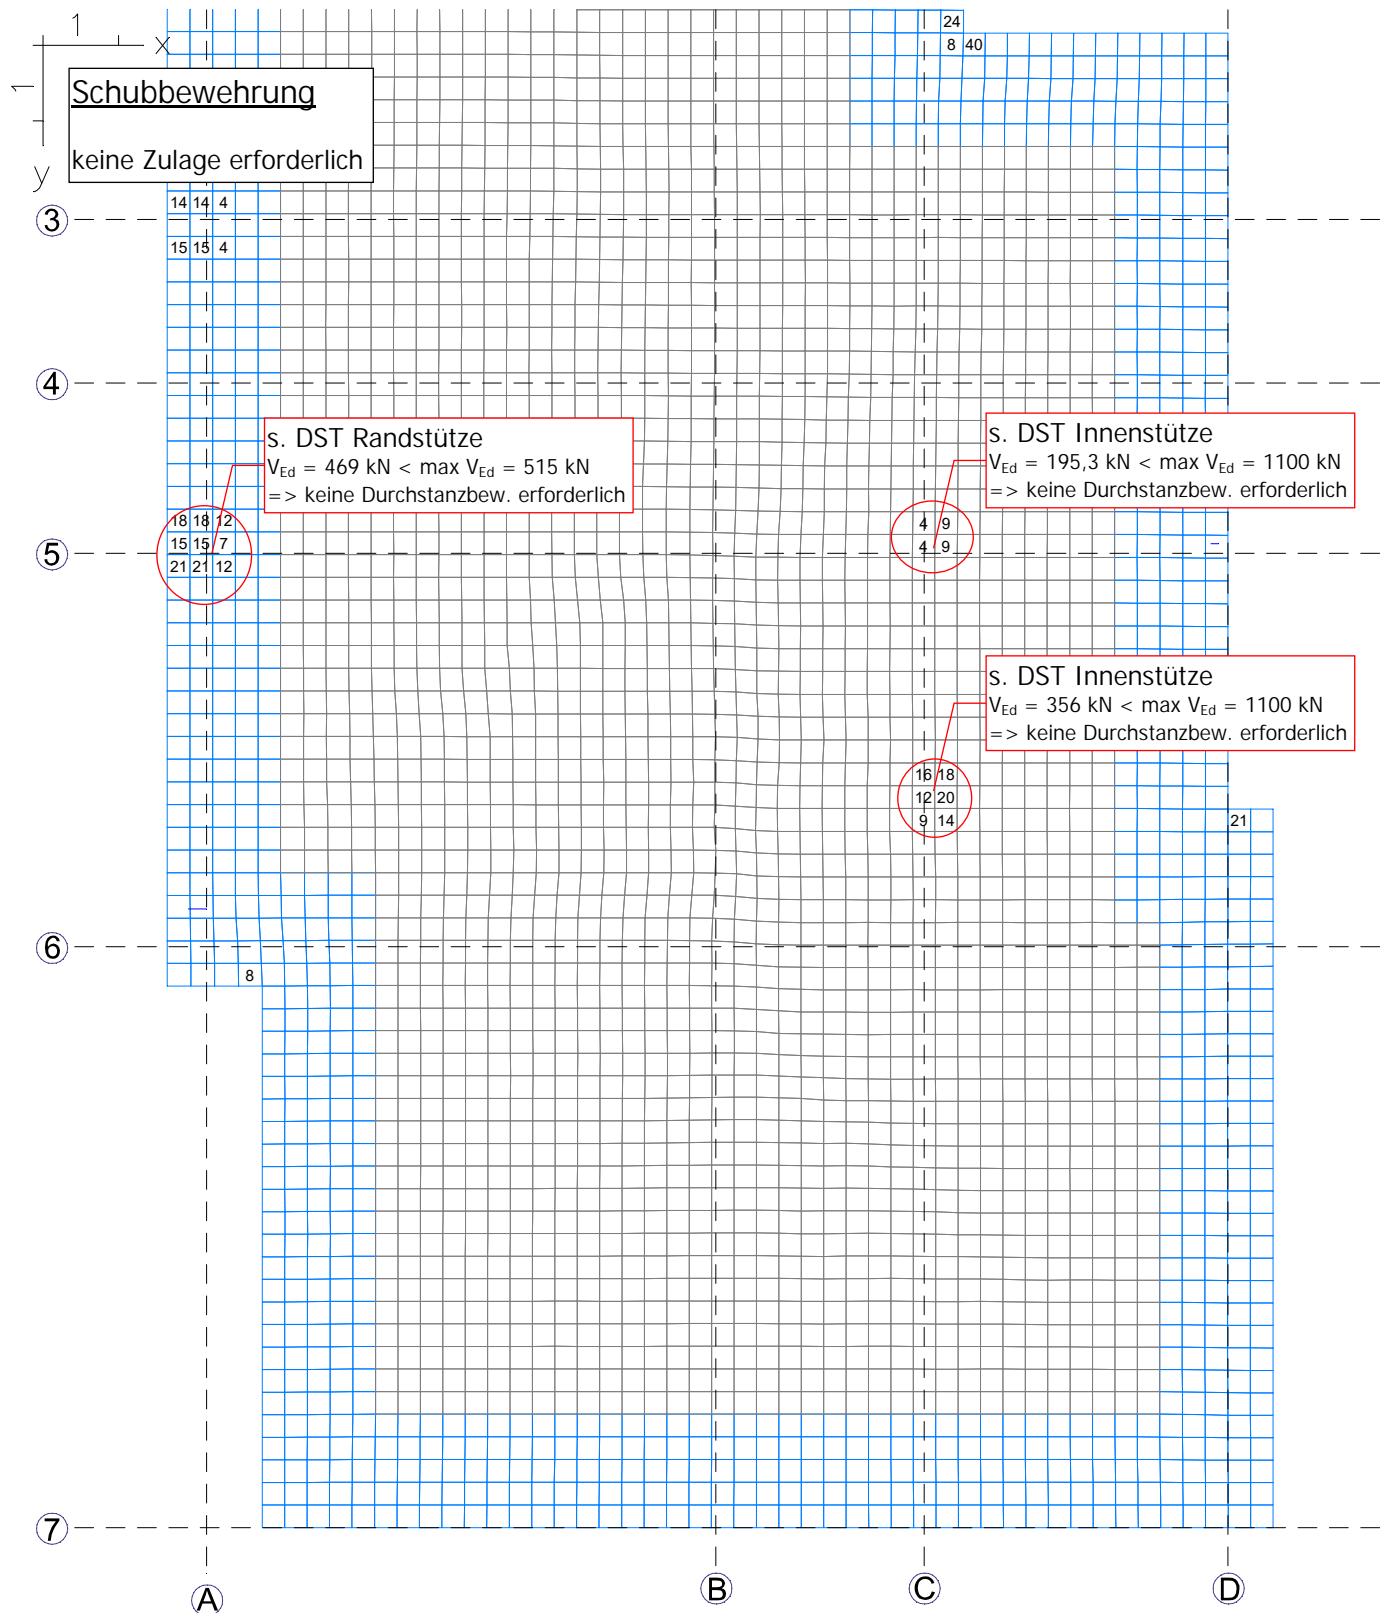 24
8 40
1
x
1
y
Schubbewehrung
keine Zulage erforderlich
14 14 4
3
15 15 4
4
s. DST Randstütze
VEd = 469 kN < max VEd = 515 kN
=> keine Durchstanzbew. erforderlich
s. DST Innenstütze
VEd = 195,3 kN < max VEd = 1100 kN
=> keine Durchstanzbew. erforderlich
18 18 12
15 15 7
21 21 12
4 9
4 9
5
s. DST Innenstütze
VEd = 356 kN < max VEd = 1100 kN
=> keine Durchstanzbew. erforderlich
16 18
12 20
9 14
21
6
8
7
A
B
C
D